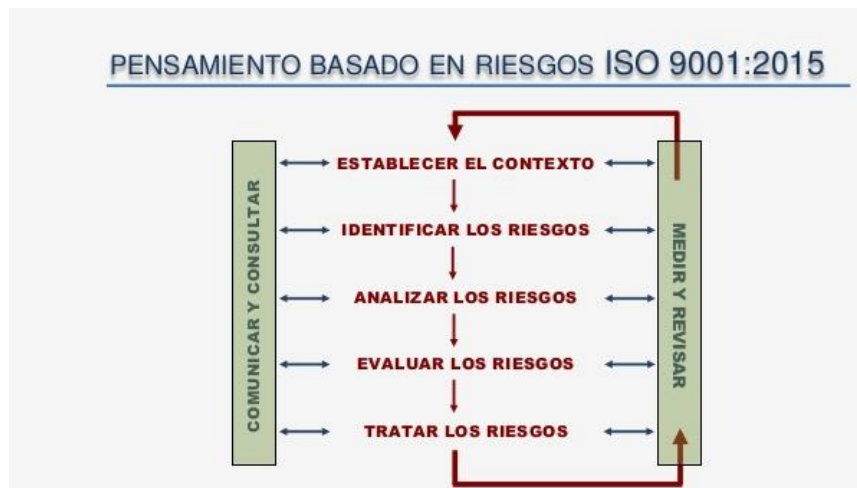 PENSAMIENTO BASADO EN RIESGOS ISO 9001:2015
COMUNICAR Y CONSULTAR
ESTABLECER EL CONTEXTO
IDENTIFICAR LOS RIESGOS
ANALIZAR LOS RIESGOS
EVALUAR LOS RIESGOS
TRATAR LOS RIESGOS
MEDIR Y REVISAR